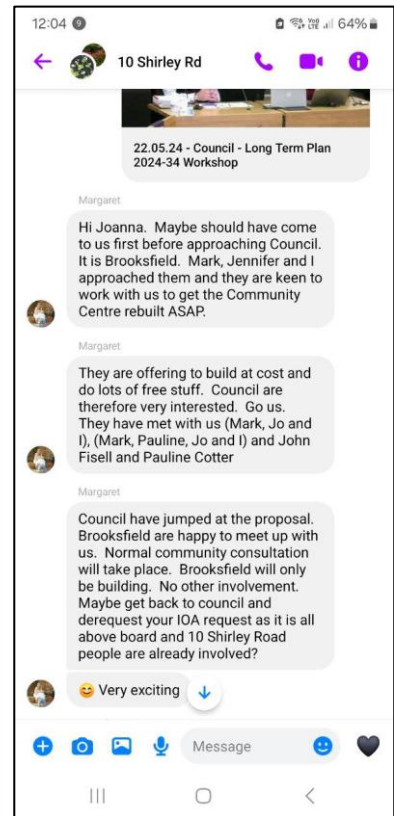 12:04 9 Vo)) LTE 64%
10 Shirley Rd
22.05.24 - Council - Long Term Plan
2024-34 Workshop
Margaret
Hi Joanna. Maybe should have come
to us first before approaching Council.
It is Brooksfield. Mark, Jennifer and I
approached them and they are keen to
work with us to get the Community
Centre rebuilt ASAP.
Margaret
They are offering to build at cost and
do lots of free stuff. Council are
therefore very interested. Go us.
They have met with us (Mark, Jo and
I), (Mark, Pauline, Jo and I) and John
Fisell and Pauline Cotter
Margaret
Council have jumped at the proposal.
Brooksfield are happy to meet up with
us. Normal community consultation
will take place. Brooksfield will only
be building. No other involvement.
Maybe get back to council and
derequest your IOA request as it is all
above board and 10 Shirley Road
people are already involved?
😊 Very exciting
Message